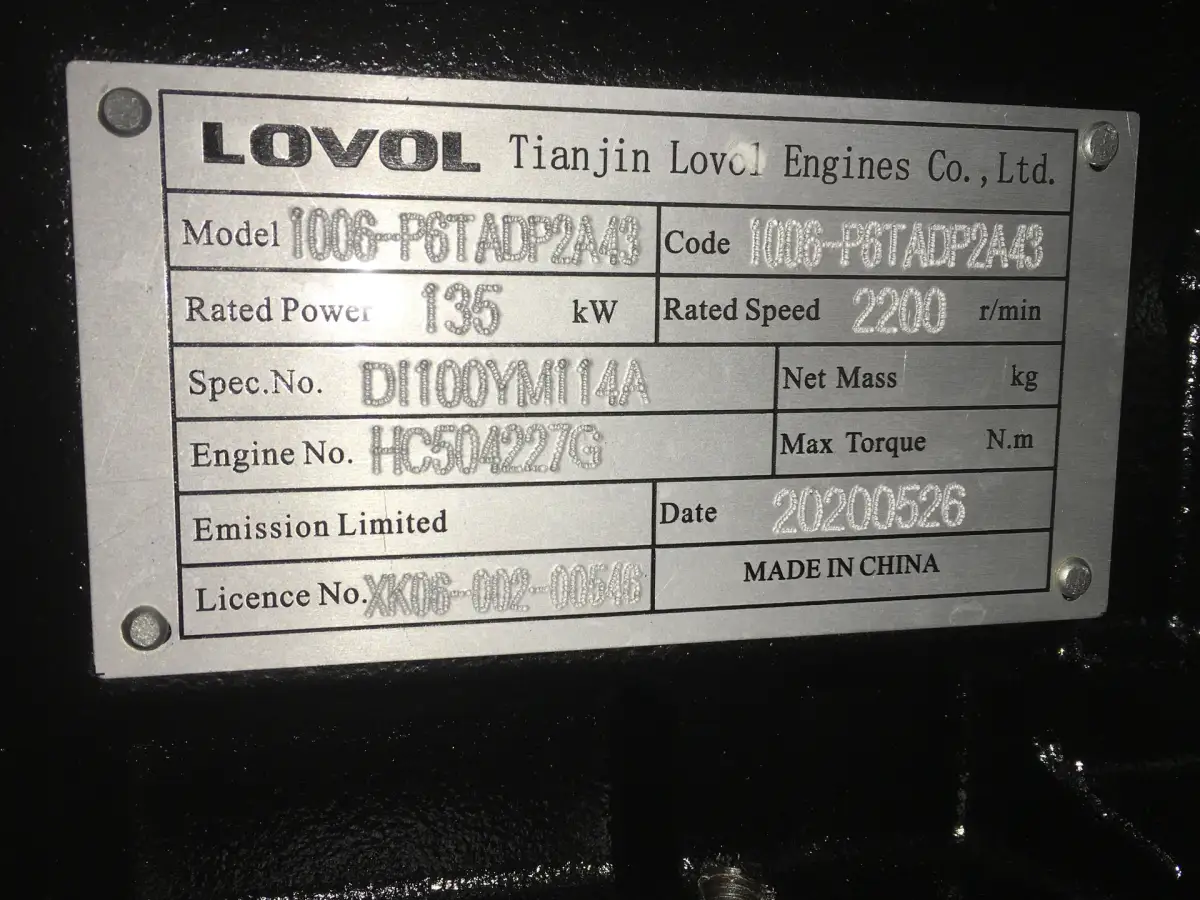 LOVOL Tianjin Lovol Engines Co.,Ltd.
Model 1006-P6TADP2A43 Code 1006-P6TADP2A43
Rated Power 135 kW Rated Speed 2200 r/min
Spec.No. DI100YM114A Net Mass kg
Engine No. HC504227G Max Torque N.m
Emission Limited Date 20200526
Licence No. XK06-002-00546 MADE IN CHINA